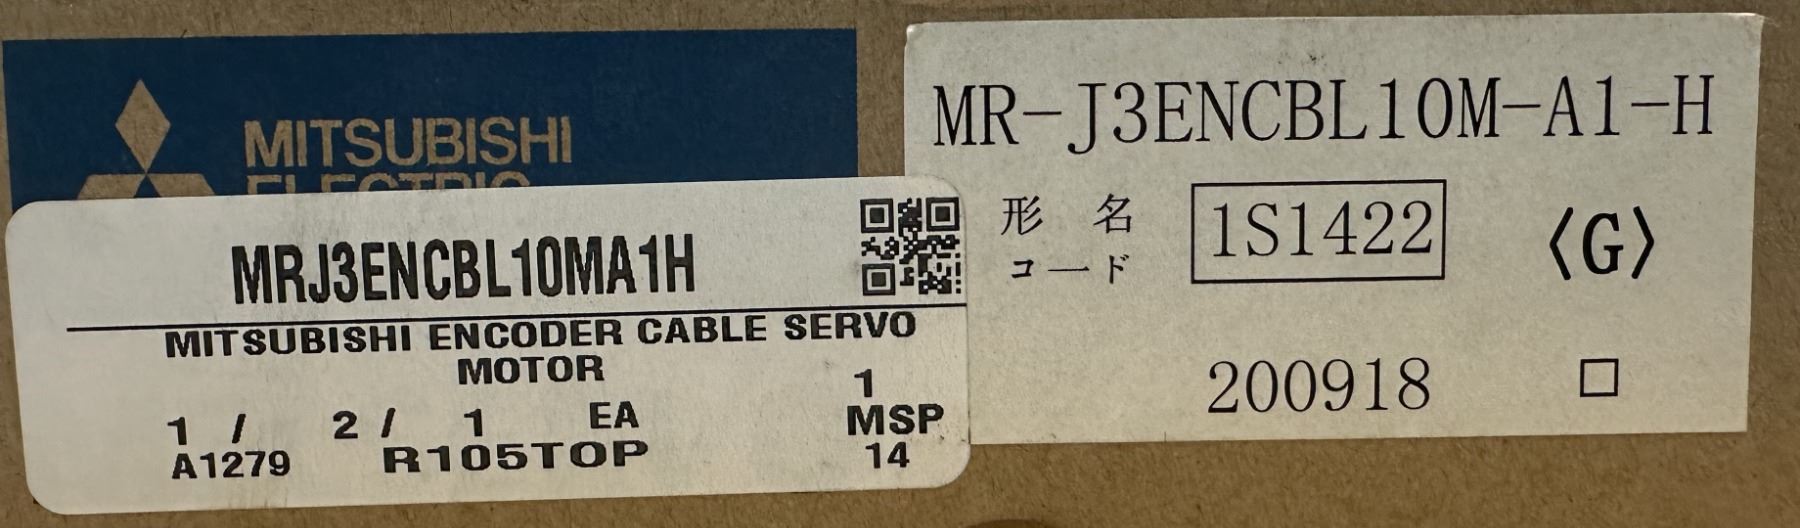 MITSUBISHI
ELECTRIC
MRJ3ENCBL10MA1H
MITSUBISHI ENCODER CABLE SERVO
MOTOR
1
1 / 2 / 1 EA MSP
A1279 R105TOP 14
MR-J3ENCBL10M-A1-H
形名 1S1422 〈G〉
コード
200918 □